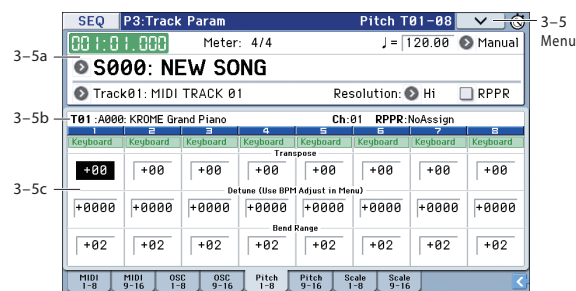 SEQ P3:Track Param Pitch T01-08
3–5 Menu
001:01.000 Meter: 4/4 ♩= 120.00 Manual
3–5a
S000: NEW SONG
Track01: MIDI TRACK 01 Resolution: Hi RPPR
3–5b
T01 :A000: KROME Grand Piano Ch:01 RPPR:NoAssign
1 2 3 4 5 6 7 8
Keyboard Keyboard Keyboard Keyboard Keyboard Keyboard Keyboard Keyboard
Transpose
+00 +00 +00 +00 +00 +00 +00 +00
3–5c
Detune (Use BPM Adjust in Menu)
+0000 +0000 +0000 +0000 +0000 +0000 +0000 +0000
Bend Range
+02 +02 +02 +02 +02 +02 +02 +02
MIDI 1-8 MIDI 9-16 OSC 1-8 OSC 9-16 Pitch 1-8 Pitch 9-16 Scale 1-8 Scale 9-16